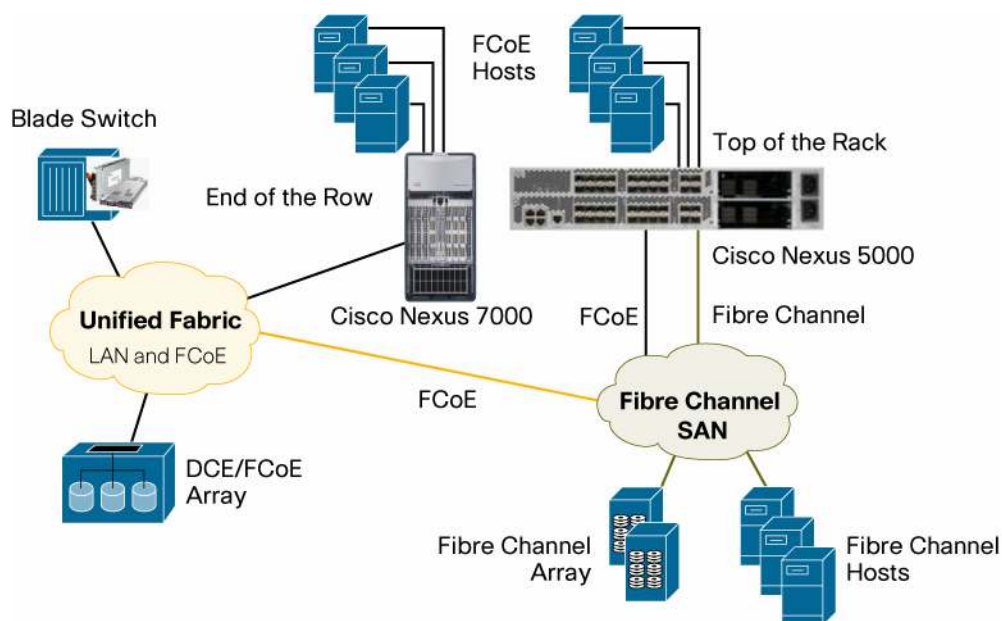 FCoE
Hosts
Blade Switch
Top of the Rack
End of the Row
Cisco Nexus 5000
Cisco Nexus 7000
FCoE
Fibre Channel
Unified Fabric
LAN and FCoE
FCoE
Fibre Channel
SAN
DCE/FCoE
Array
Fibre Channel
Array
Fibre Channel
Hosts